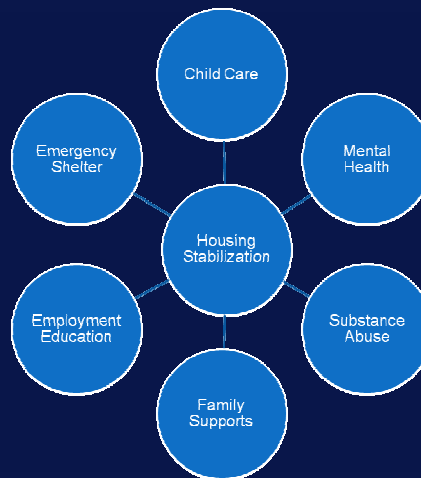 Child Care
Emergency
Shelter
Mental
Health
Housing
Stabilization
Employment
Education
Substance
Abuse
Family
Supports